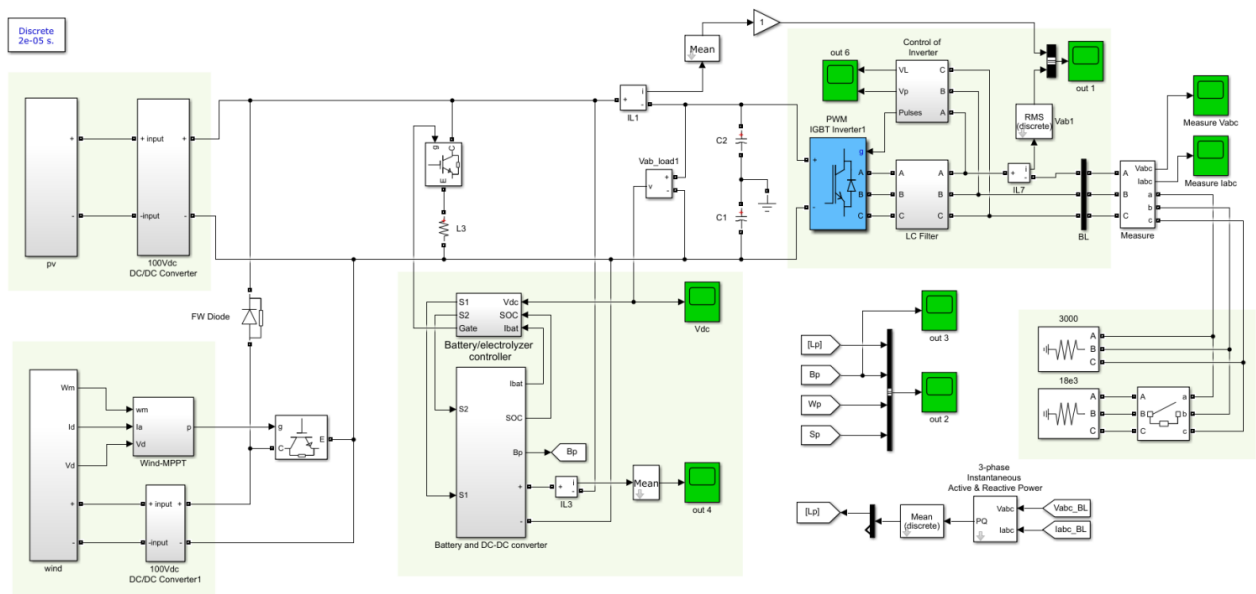 Discrete
2e-05 s.
+
-
pv
+ input
-input
+
-
100Vdc
DC/DC Converter
FW Diode
Wm
Id
Vd
+
-
wind
wm
Ia
Vd
p
Wind-MPPT
+ input
-input
+
-
100Vdc
DC/DC Converter1
g
C
E
g
C
E
L3
S1
S2
Gate
Vdc
SOC
Ibat
Battery/electrolyzer
controller
S2
S1
Ibat
SOC
Bp
+
-
Battery and DC-DC converter
Bp
+
i
-
IL3
Mean
out 4
Vdc
Vab_load1
v
+
-
+
i
-
IL1
Mean
1
C2
C1
out 6
Control of
Inverter
VL
Vp
Pulses
C
B
A
PWM
IGBT Inverter1
g
+
-
A
B
C
A
B
C
A
B
C
LC Filter
+
i
-
IL7
RMS
(discrete)
Vab1
out 1
BL
A
B
C
Vabc
Iabc
a
b
c
Measure
Measure Vabc
Measure Iabc
[Lp]
Bp
Wp
Sp
out 3
out 2
3000
A
B
C
18e3
A
B
C
A
B
C
a
b
c
3-phase
Instantaneous
Active & Reactive Power
[Lp]
Mean
(discrete)
PQ
Vabc
Iabc
Vabc_BL
Iabc_BL